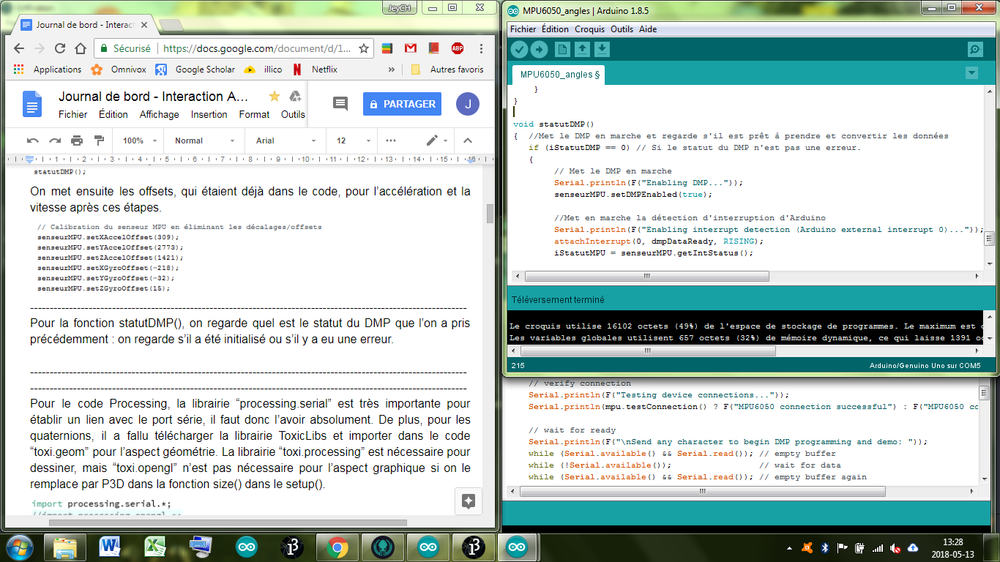 JeyCH
Journal de bord - Interact
Sécurisé
https://docs.google.com/document/d/1...
Applications
Omnivox
Google Scholar
illico
Netflix
»
Autres favoris
Journal de bord - Interaction A...
Fichier Édition Affichage Insertion Format Outils
PARTAGER
J
100% Normal Arial 12
1 2 3 4 5 6 7 8 9 10 11 12 13 14 15 16
statutDMP();
On met ensuite les offsets, qui étaient déjà dans le code, pour l’accélération et la
vitesse après ces étapes.
// Calibration du senseur MPU en éliminant les décalages/offsets
senseurMPU.setXAccelOffset(309);
senseurMPU.setYAccelOffset(2773);
senseurMPU.setZAccelOffset(1421);
senseurMPU.setXGyroOffset(-218);
senseurMPU.setYGyroOffset(-32);
senseurMPU.setZGyroOffset(15);
Pour la fonction statutDMP(), on regarde quel est le statut du DMP que l’on a pris
précédemment : on regarde s’il a été initialisé ou s’il y a eu une erreur.
Pour le code Processing, la librairie “processing.serial” est très importante pour
établir un lien avec le port série, il faut donc l’avoir absolument. De plus, pour les
quaternions, il a fallu télécharger la librairie ToxicLibs et importer dans le code
“toxi.geom” pour l’aspect géométrie. La librairie “toxi.processing” est nécessaire pour
dessiner, mais “toxi.opengl” n’est pas nécessaire pour l’aspect graphique si on le
remplace par P3D dans la fonction size() dans le setup().
import processing.serial.*;
//import processing.opengl.*;
MPU6050_angles | Arduino 1.8.5
Fichier Édition Croquis Outils Aide
MPU6050_angles §
}
}
void statutDMP()
{ //Met le DMP en marche et regarde s'il est prêt à prendre et convertir les données
if (iStatutDMP == 0) // Si le statut du DMP n'est pas une erreur.
{
// Met le DMP en marche
Serial.println(F("Enabling DMP..."));
senseurMPU.setDMPEnabled(true);
//Met en marche la détection d'interruption d'Arduino
Serial.println(F("Enabling interrupt detection (Arduino external interrupt 0)..."));
attachInterrupt(0, dmpDataReady, RISING);
iStatutMPU = senseurMPU.getIntStatus();
Téléversement terminé
Le croquis utilise 16102 octets (49%) de l'espace de stockage de programmes. Le maximum est
Les variables globales utilisent 657 octets (32%) de mémoire dynamique, ce qui laisse 1391 oc
215
Arduino/Genuino Uno sur COM5
// verify connection
Serial.println(F("Testing device connections..."));
Serial.println(mpu.testConnection() ? F("MPU6050 connection successful") : F("MPU6050 co
// wait for ready
Serial.println(F("\nSend any character to begin DMP programming and demo: "));
while (Serial.available() && Serial.read()); // empty buffer
while (!Serial.available()); // wait for data
while (Serial.available() && Serial.read()); // empty buffer again
13:28
2018-05-13